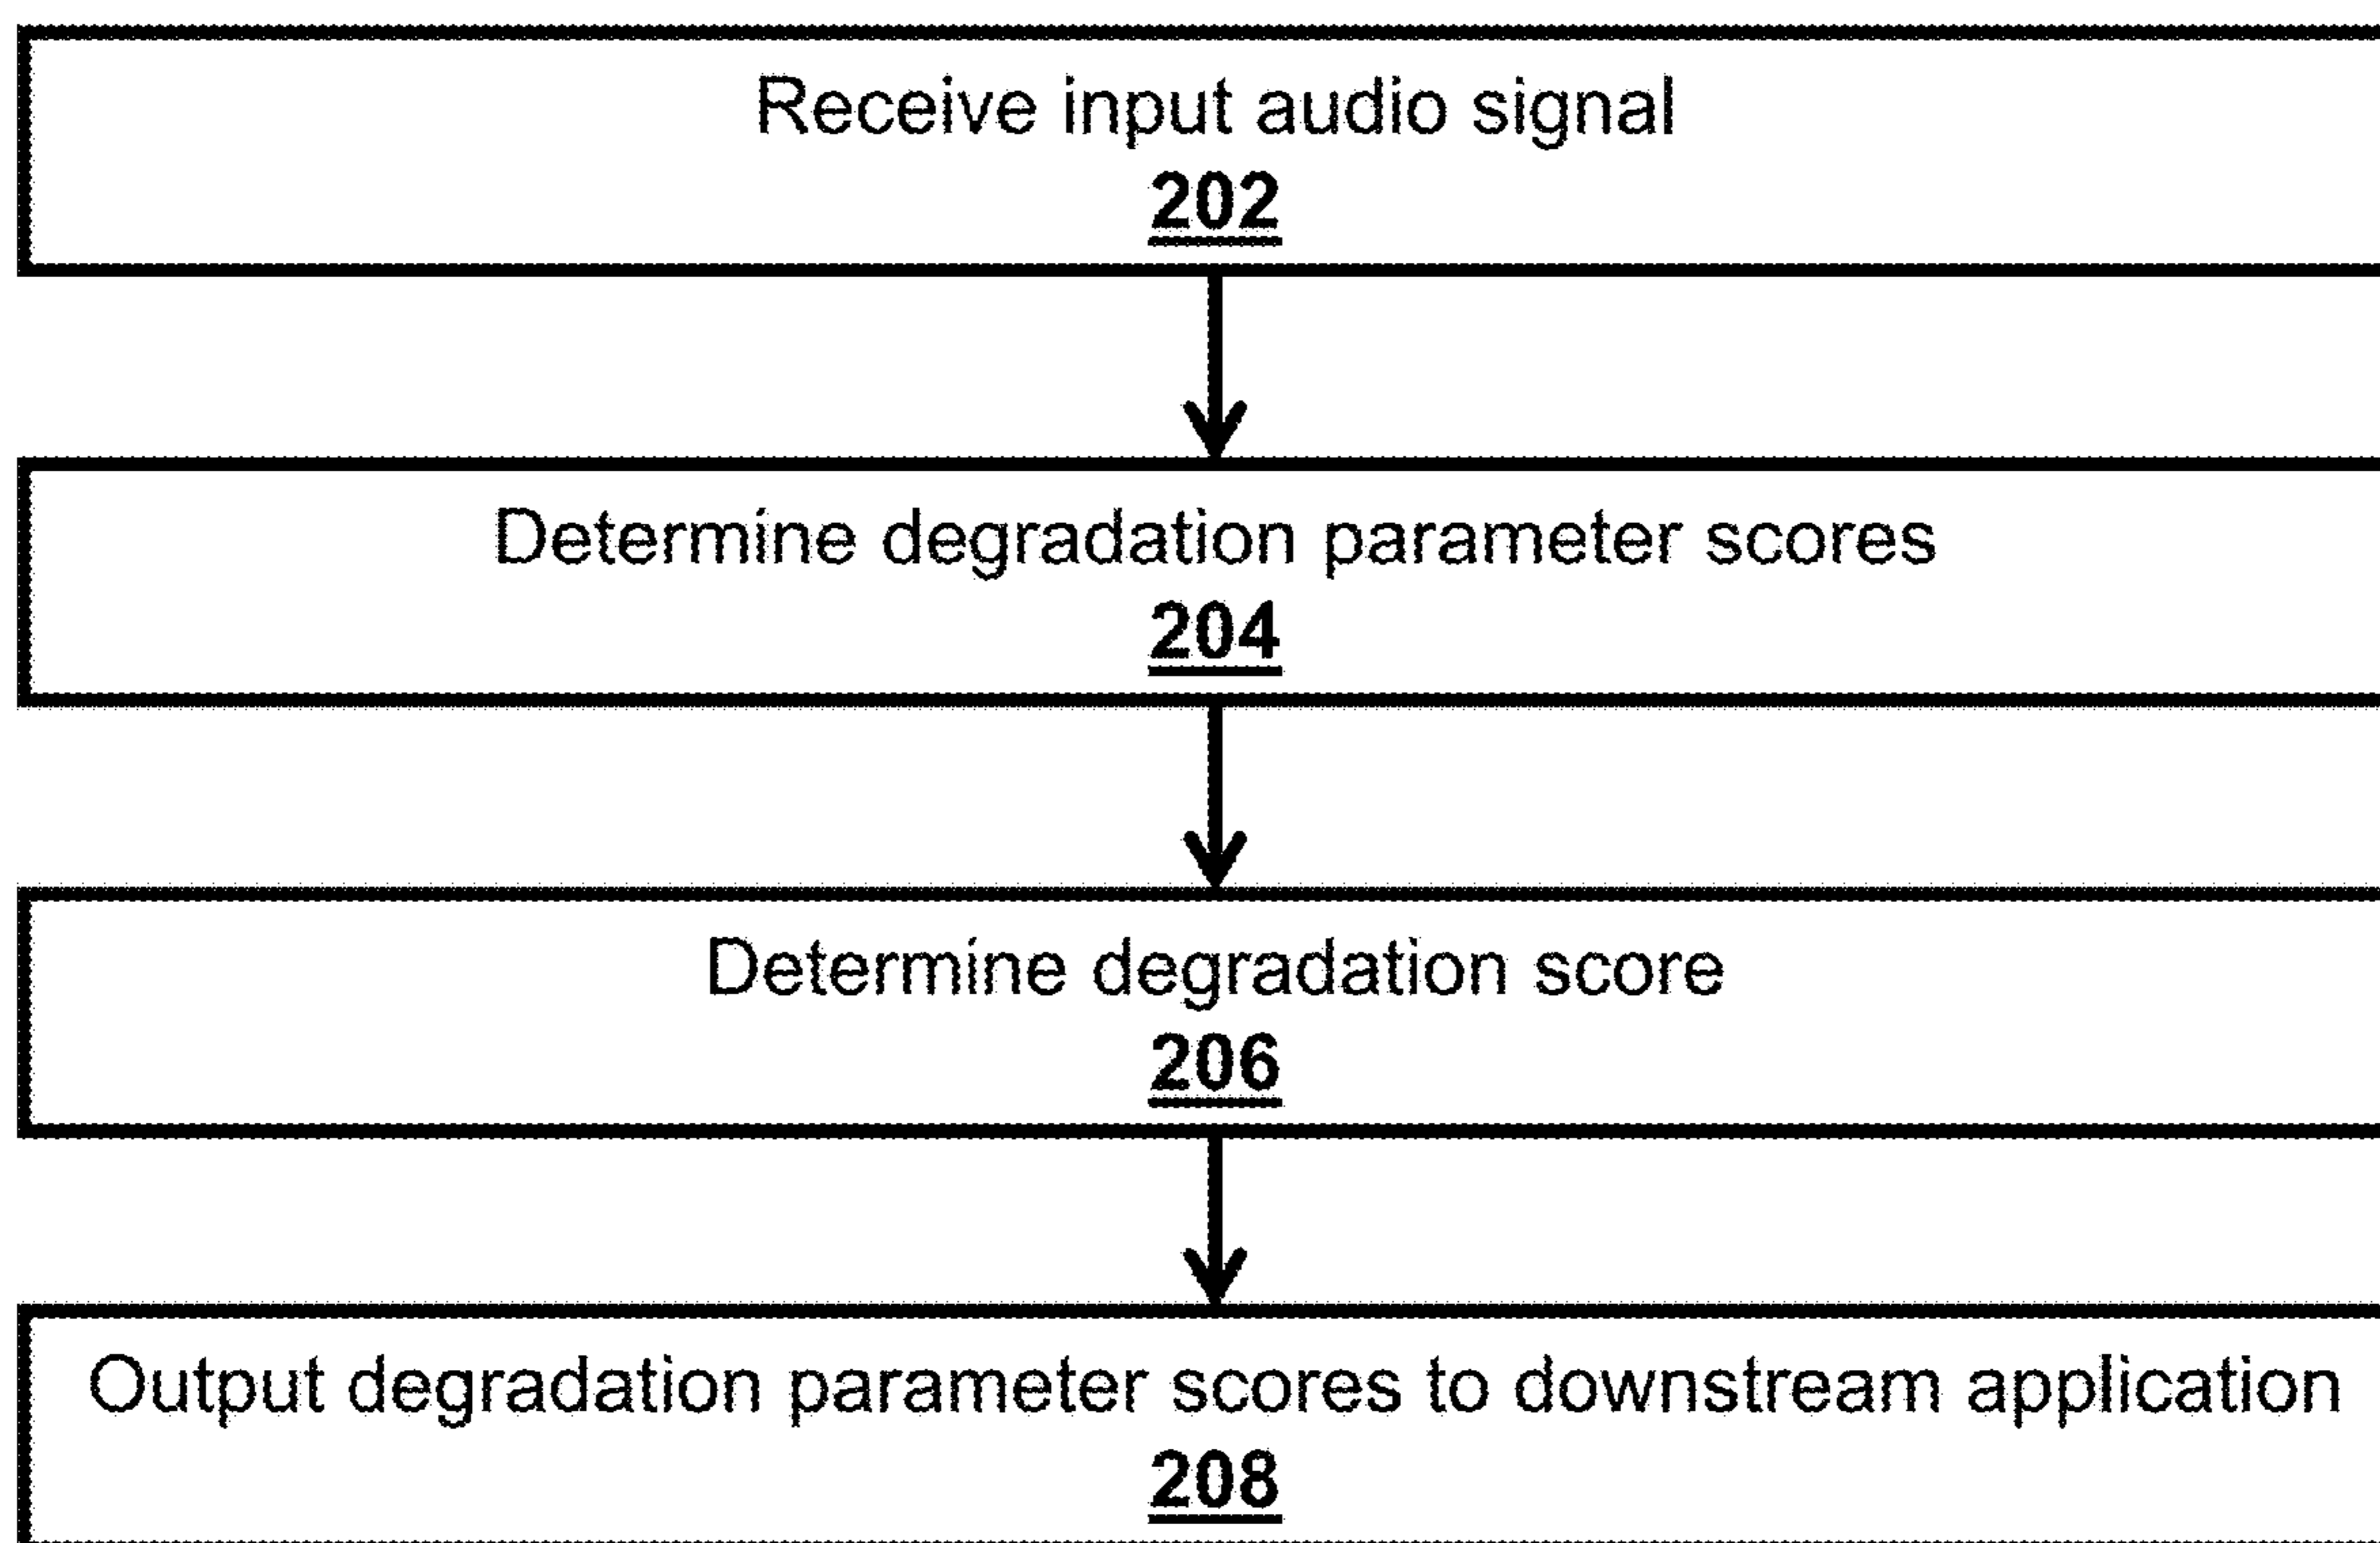 Receive input audio signal
202
Determine degradation parameter scores
204
Determine degradation score
206
Output degradation parameter scores to downstream application
208